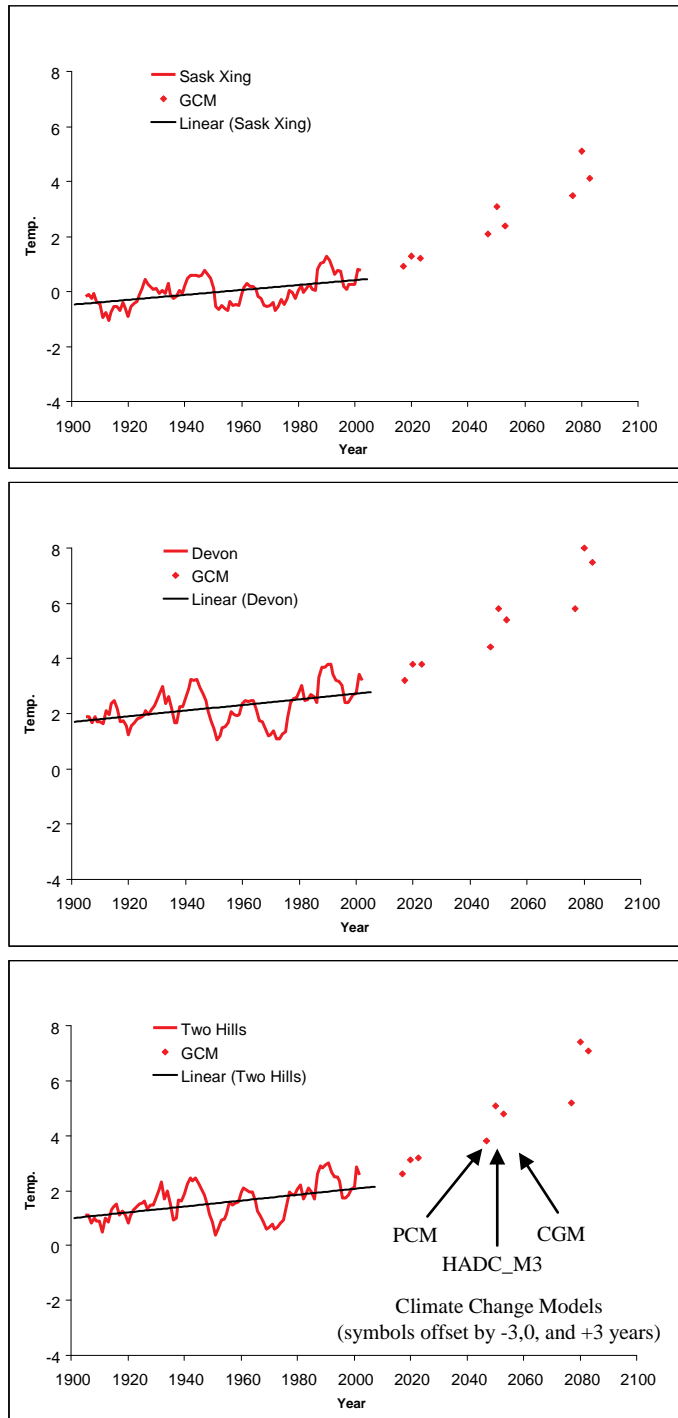 8
6
4
2
0
-2
-4
Temp.
Sask Xing
GCM
Linear (Sask Xing)
1900 1920 1940 1960 1980 2000 2020 2040 2060 2080 2100
Year
8
6
4
2
0
-2
-4
Temp.
Devon
GCM
Linear (Devon)
1900 1920 1940 1960 1980 2000 2020 2040 2060 2080 2100
Year
8
6
4
2
0
-2
-4
Temp.
Two Hills
GCM
Linear (Two Hills)
PCM
CGM
HADC_M3
Climate Change Models
(symbols offset by -3,0, and +3 years)
1900 1920 1940 1960 1980 2000 2020 2040 2060 2080 2100
Year